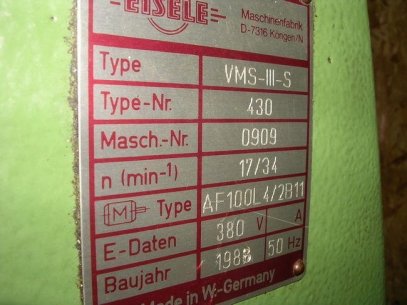 EISELE
Maschinenfabrik
D-7316 Köngen/N
Type VMS-III-S
Type-Nr. 430
Masch.-Nr. 0909
n (min-1) 17/34
M Type AF100L4/2B11
E-Daten 380 V A
Baujahr 1988 50 Hz
Made in W.-Germany